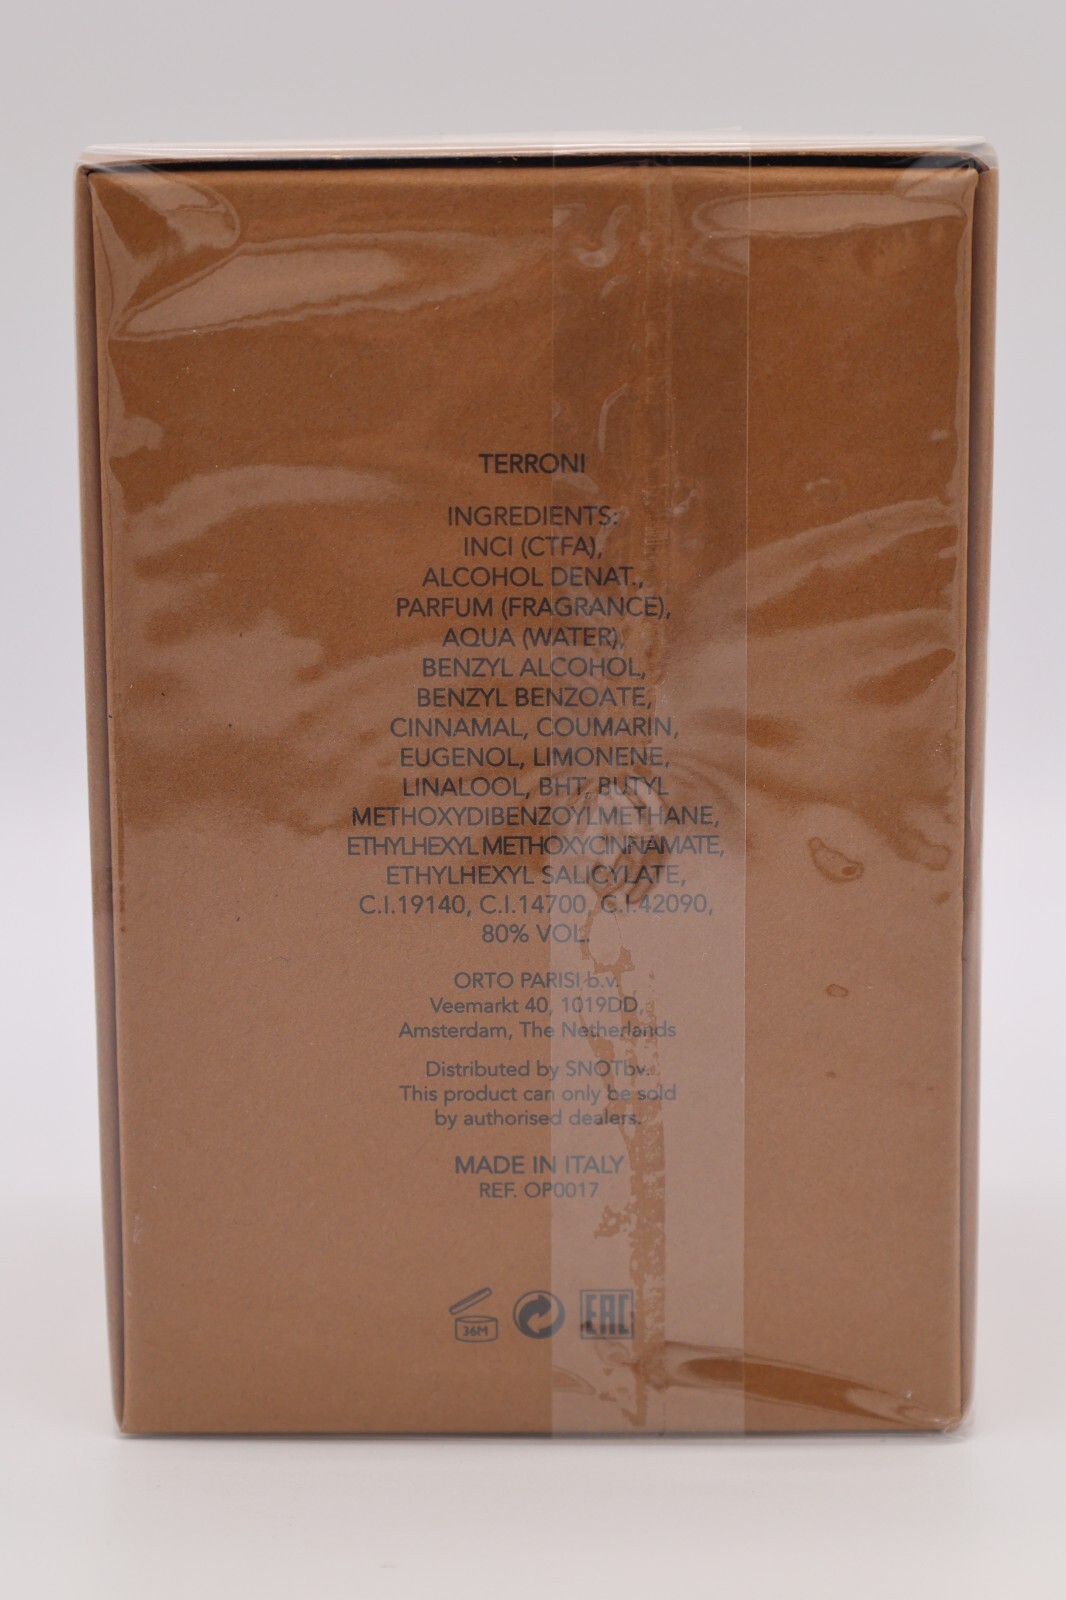 TERRONI
INGREDIENTS:
INCI (CTFA),
ALCOHOL DENAT.,
PARFUM (FRAGRANCE),
AQUA (WATER),
BENZYL ALCOHOL,
BENZYL BENZOATE,
CINNAMAL, COUMARIN,
EUGENOL, LIMONENE,
LINALOOL, BHT, BUTYL
METHOXYDIBENZOYLMETHANE,
ETHYLHEXYL METHOXYCINNAMATE,
ETHYLHEXYL SALICYLATE,
C.I.19140, C.I.14700, C.I.42090,
80% VOL.
ORTO PARISI b.v.
Veemarkt 40, 1019DD,
Amsterdam, The Netherlands
Distributed by SNOTbv.
This product can only be sold
by authorised dealers.
MADE IN ITALY
REF. OP0017
36M
EAC